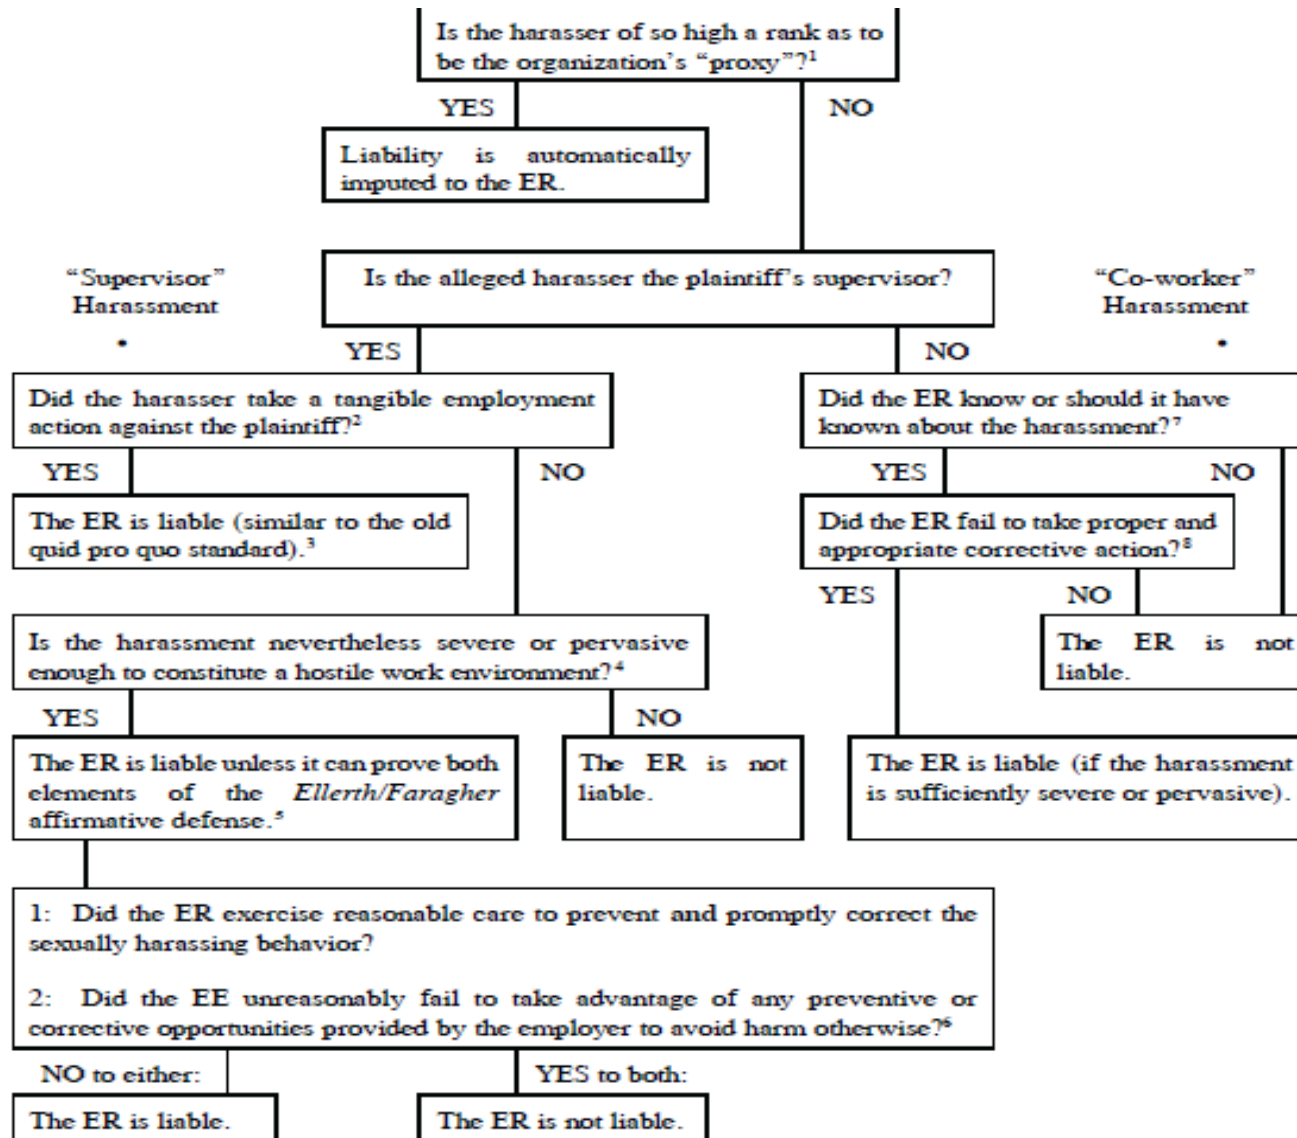 Is the harasser of so high a rank as to
be the organization’s “proxy”?¹
YES
NO
Liability is automatically
imputed to the ER.
“Supervisor”
Harassment
•
Is the alleged harasser the plaintiff’s supervisor?
“Co-worker”
Harassment
•
YES
NO
Did the harasser take a tangible employment
action against the plaintiff?²
Did the ER know or should it have
known about the harassment?⁷
YES
NO
YES
NO
The ER is liable (similar to the old
quid pro quo standard).³
Did the ER fail to take proper and
appropriate corrective action?⁸
YES
NO
Is the harassment nevertheless severe or pervasive
enough to constitute a hostile work environment?⁴
The ER is not
liable.
YES
NO
The ER is liable unless it can prove both
elements of the Ellerth/Faragher
affirmative defense.⁵
The ER is not
liable.
The ER is liable (if the harassment
is sufficiently severe or pervasive).
1: Did the ER exercise reasonable care to prevent and promptly correct the
sexually harassing behavior?
2: Did the EE unreasonably fail to take advantage of any preventive or
corrective opportunities provided by the employer to avoid harm otherwise?⁶
NO to either:
YES to both:
The ER is liable.
The ER is not liable.